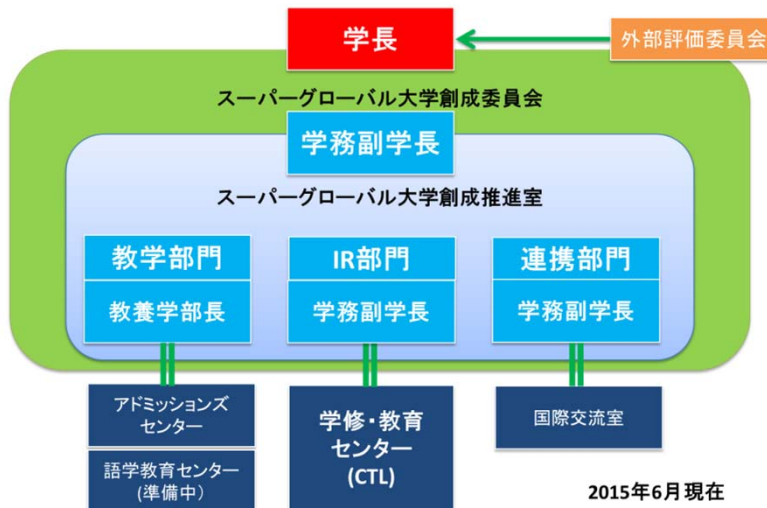 学長
外部評価委員会
スーパーグローバル大学創成委員会
学務副学長
スーパーグローバル大学創成推進室
教学部門
教養学部長
IR部門
学務副学長
連携部門
学務副学長
アドミッションズ
センター
語学教育センター
(準備中)
学修・教育
センター
(CTL)
国際交流室
2015年6月現在